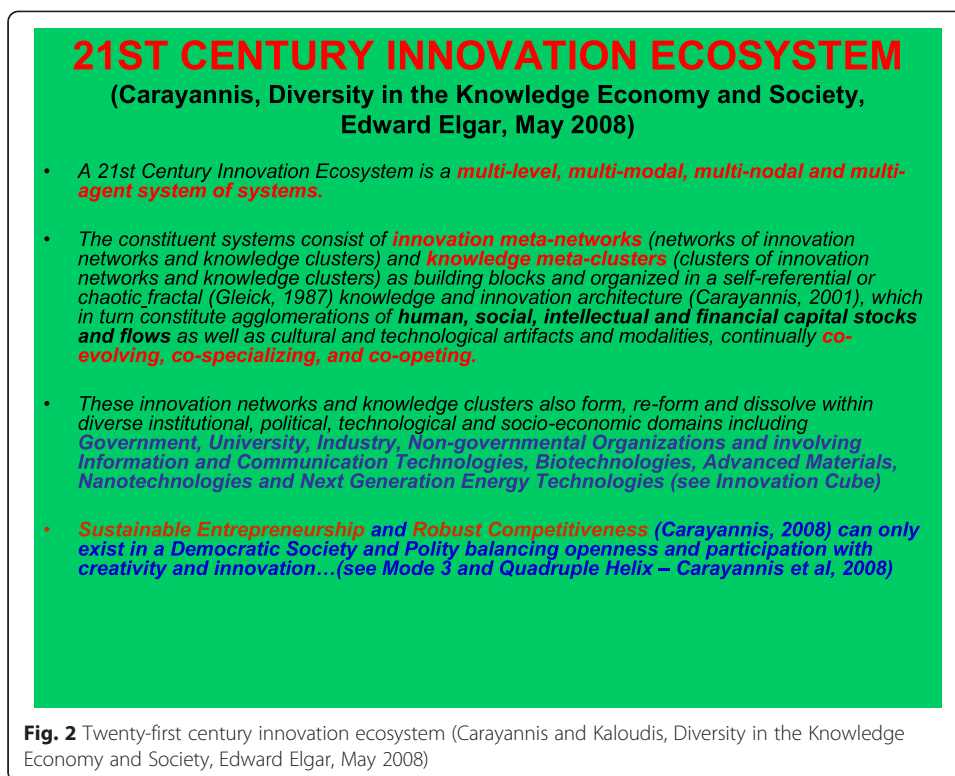 21ST CENTURY INNOVATION ECOSYSTEM
(Carayannis, Diversity in the Knowledge Economy and Society,
Edward Elgar, May 2008)
• A 21st Century Innovation Ecosystem is a multi-level, multi-modal, multi-nodal and multi-
agent system of systems.
• The constituent systems consist of innovation meta-networks (networks of innovation
networks and knowledge clusters) and knowledge meta-clusters (clusters of innovation
networks and knowledge clusters) as building blocks and organized in a self-referential or
chaotic fractal (Gleick, 1987) knowledge and innovation architecture (Carayannis, 2001), which
in turn constitute agglomerations of human, social, intellectual and financial capital stocks
and flows as well as cultural and technological artifacts and modalities, continually co-
evolving, co-specializing, and co-opeting.
• These innovation networks and knowledge clusters also form, re-form and dissolve within
diverse institutional, political, technological and socio-economic domains including
Government, University, Industry, Non-governmental Organizations and involving
Information and Communication Technologies, Biotechnologies, Advanced Materials,
Nanotechnologies and Next Generation Energy Technologies (see Innovation Cube)
• Sustainable Entrepreneurship and Robust Competitiveness (Carayannis, 2008) can only
exist in a Democratic Society and Polity balancing openness and participation with
creativity and innovation…(see Mode 3 and Quadruple Helix – Carayannis et al, 2008)
Fig. 2 Twenty-first century innovation ecosystem (Carayannis and Kaloudis, Diversity in the Knowledge
Economy and Society, Edward Elgar, May 2008)